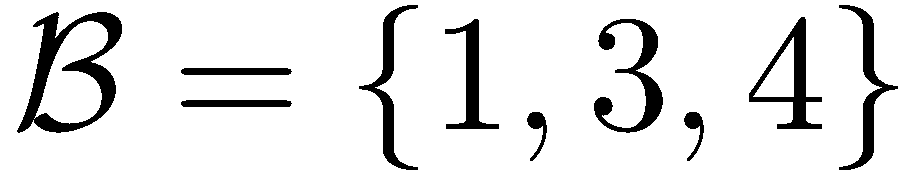 ℬ = {1, 3, 4}